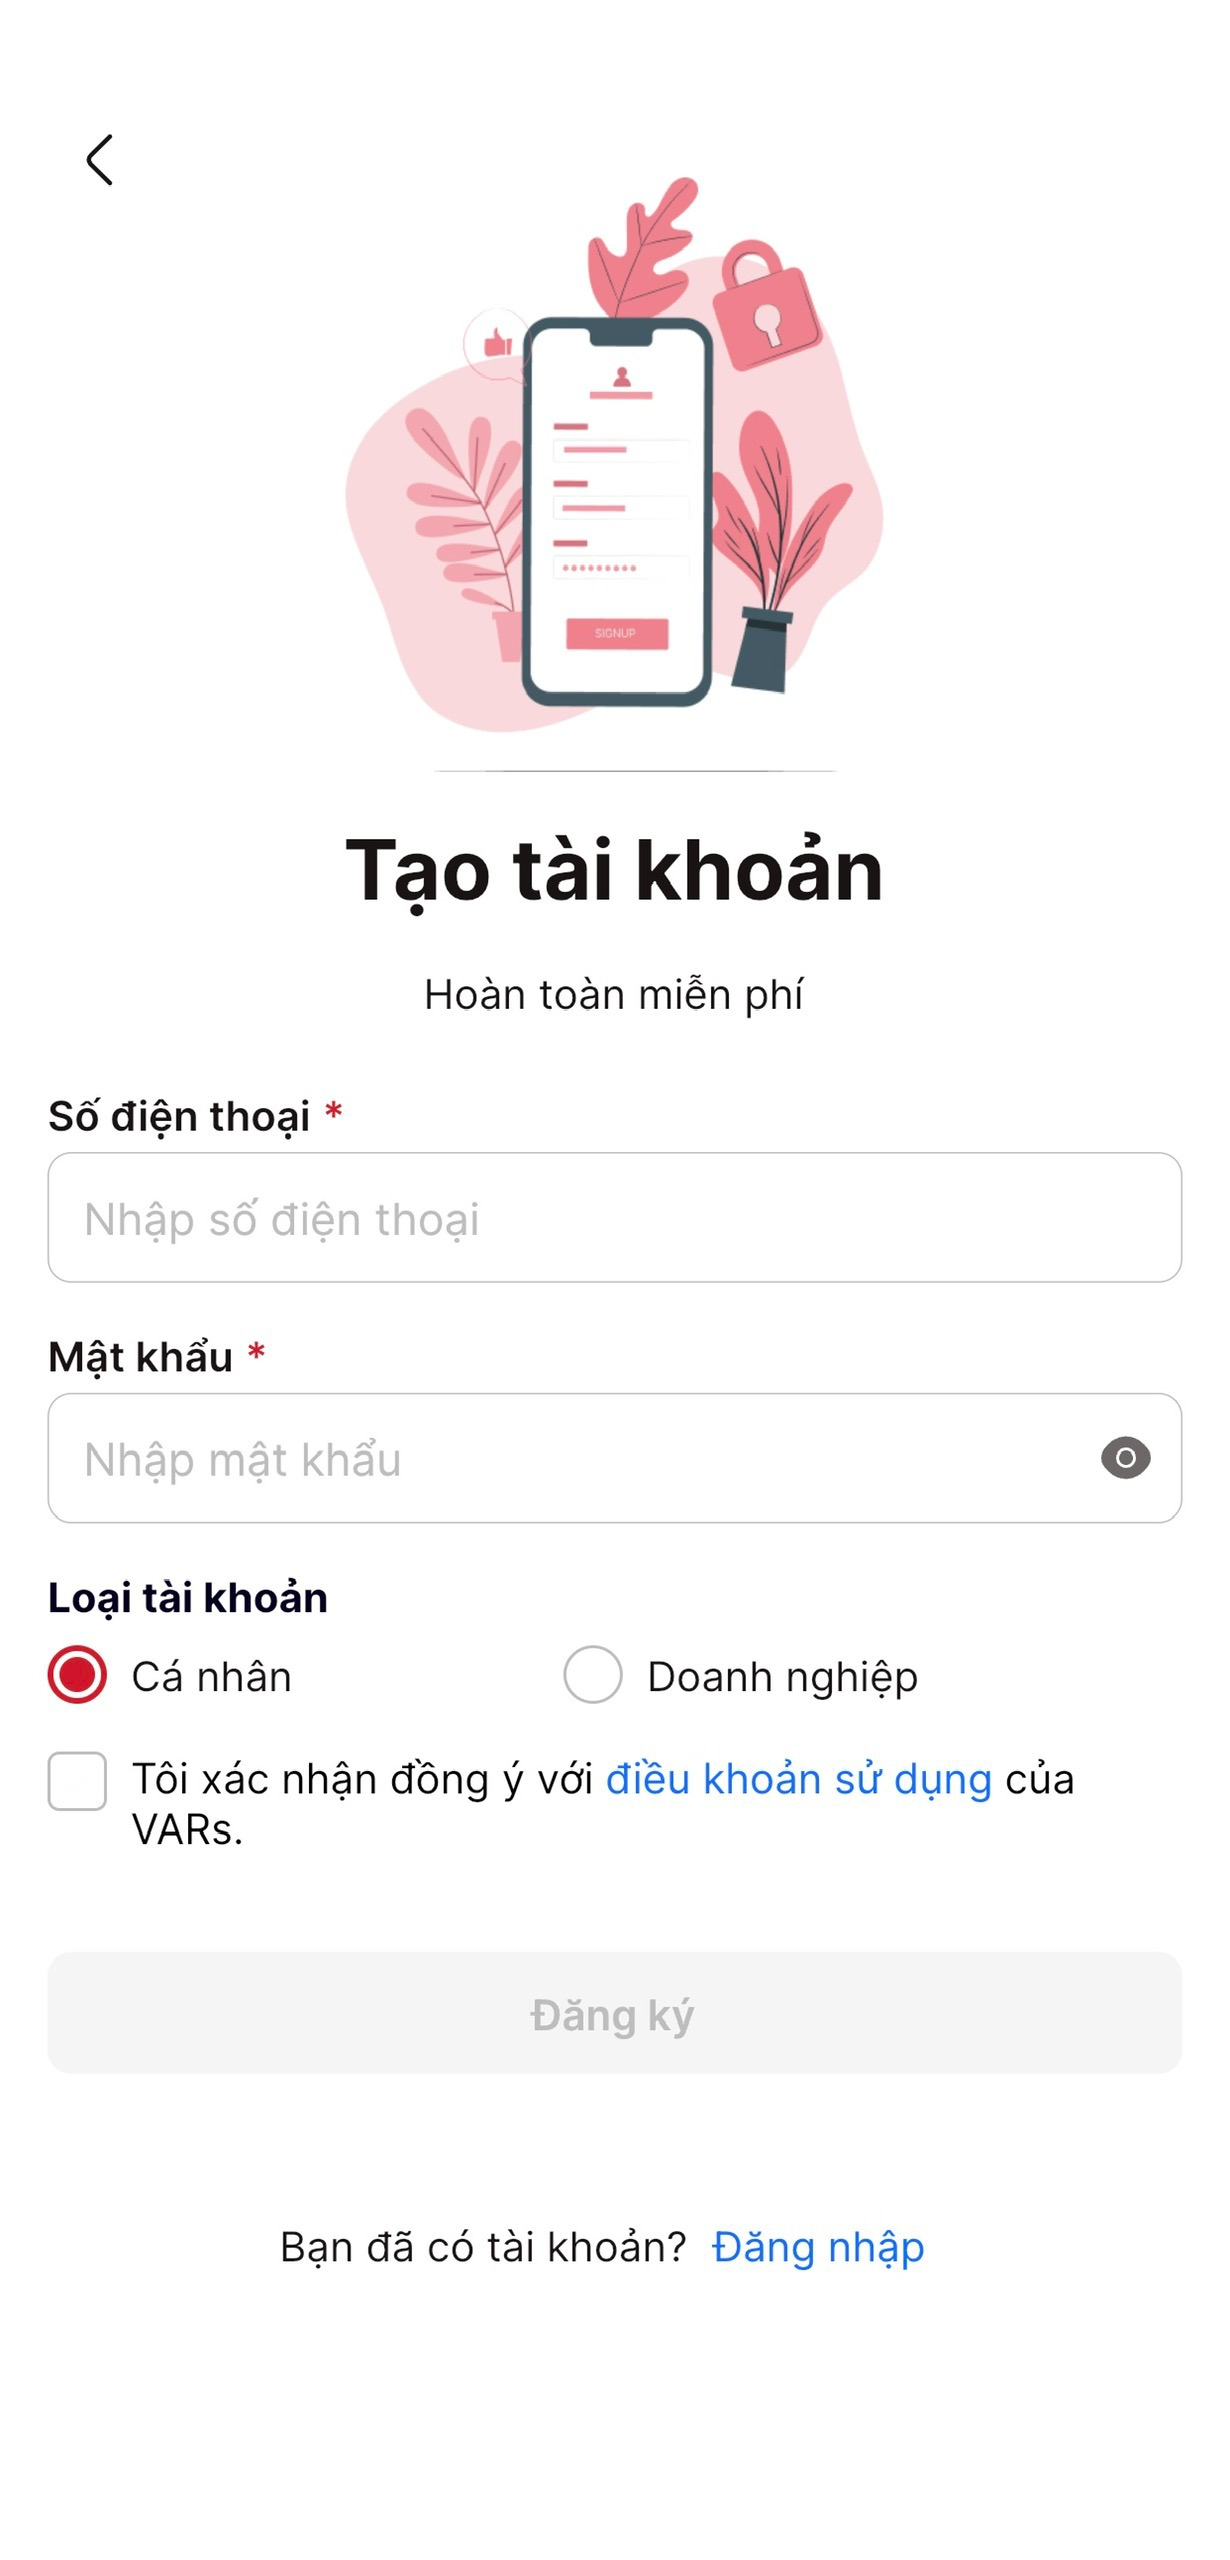 SIGNUP
Tạo tài khoản
Hoàn toàn miễn phí
Số điện thoại *
Nhập số điện thoại
Mật khẩu *
Nhập mật khẩu
Loại tài khoản
Cá nhân
Doanh nghiệp
Tôi xác nhận đồng ý với điều khoản sử dụng của
VARs.
Đăng ký
Bạn đã có tài khoản? Đăng nhập